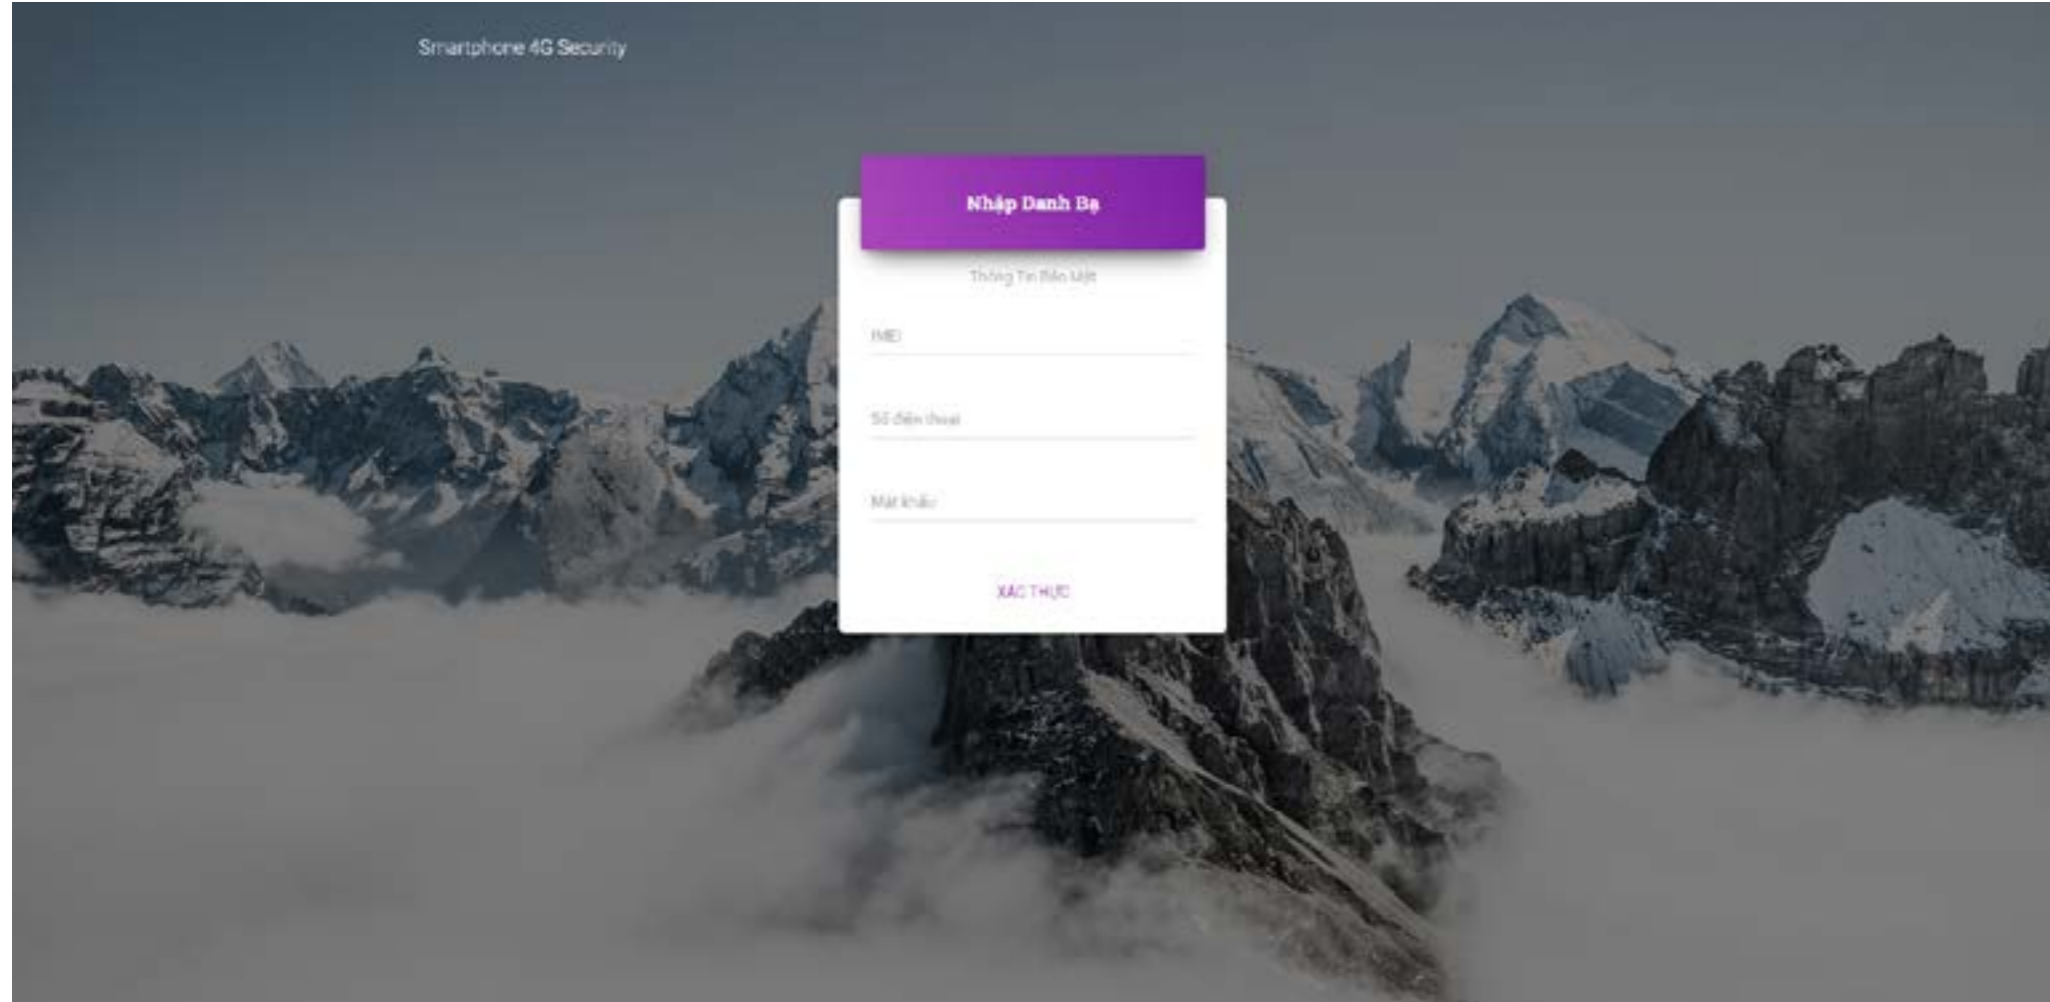 Smartphone 4G Security
Nhập Danh Bạ
Thông Tin Bảo Mật
IMEI
Số điện thoại
Mật khẩu
XÁC THỰC